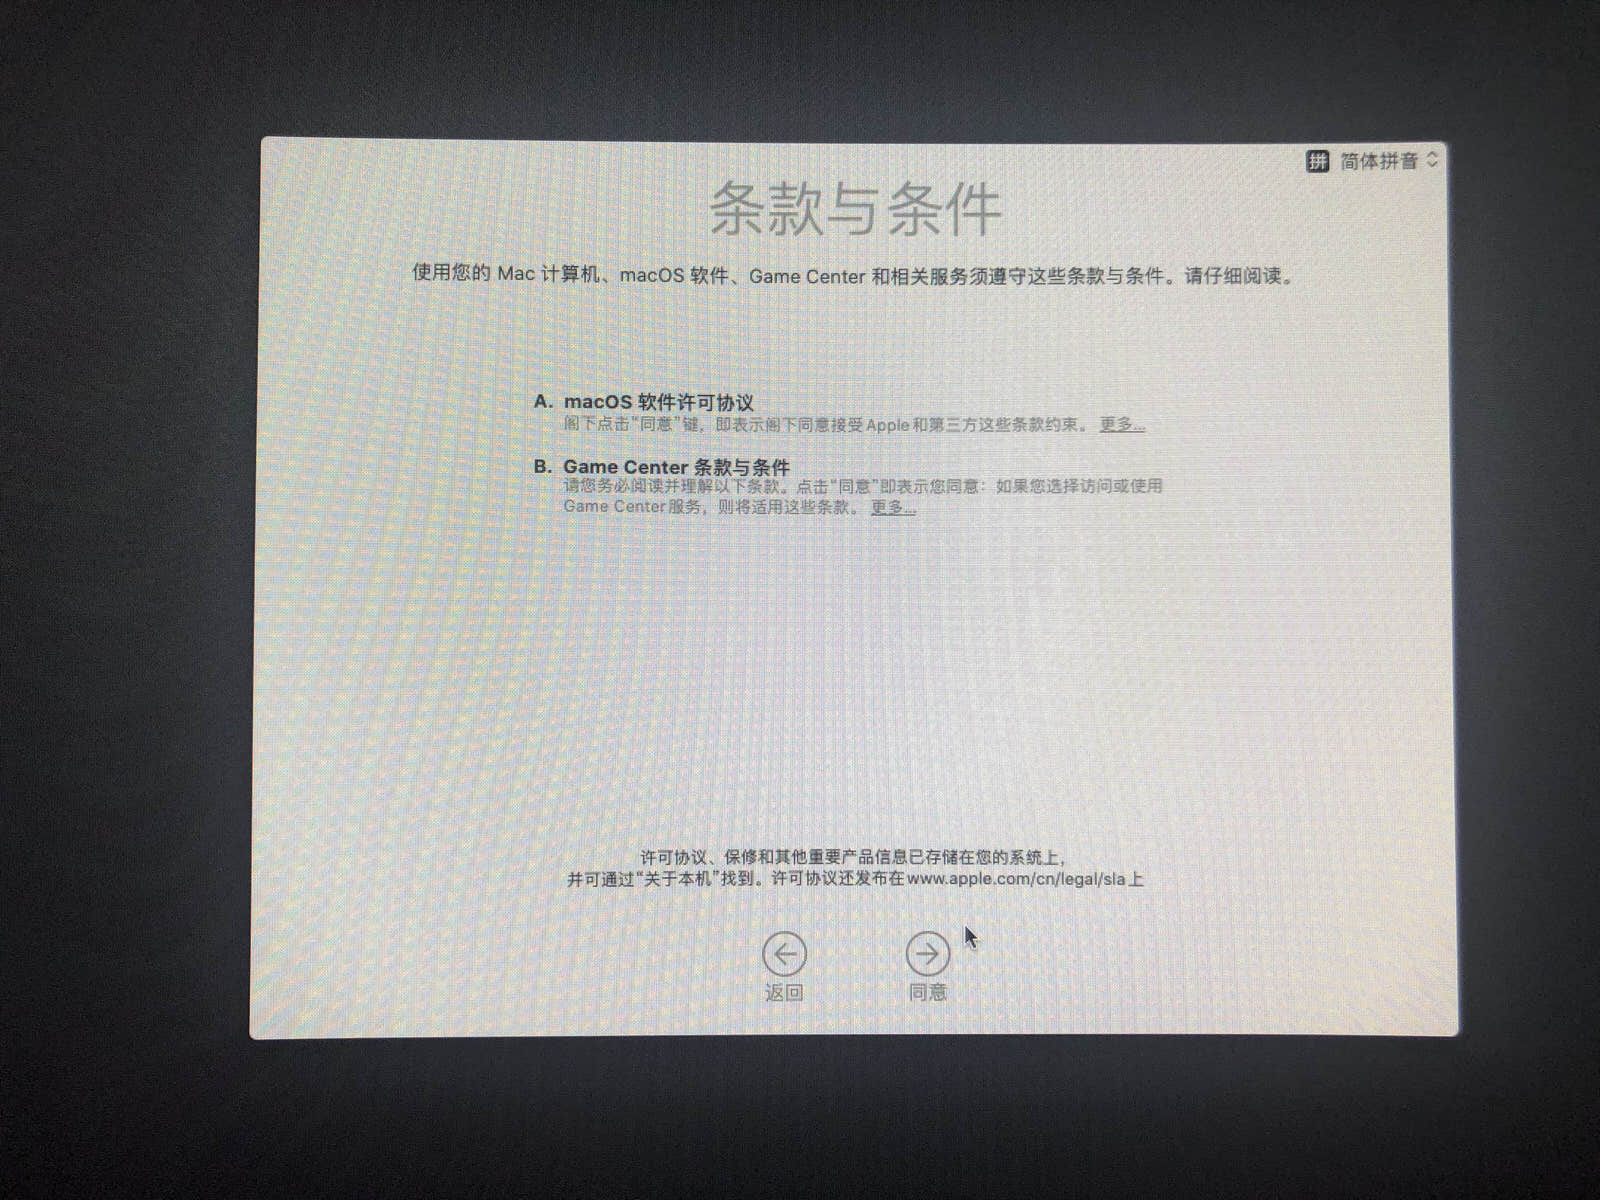 拼 简体拼音
条款与条件
使用您的 Mac 计算机、macOS 软件、Game Center 和相关服务须遵守这些条款与条件。请仔细阅读。
A. macOS 软件许可协议
阁下点击“同意”键，即表示阁下同意接受Apple和第三方这些条款约束。 更多...
B. Game Center 条款与条件
请您务必阅读并理解以下条款。点击“同意”即表示您同意：如果您选择访问或使用
Game Center服务，则将适用这些条款。 更多...
许可协议、保修和其他重要产品信息已存储在您的系统上，
并可通过“关于本机”找到。许可协议还发布在www.apple.com/cn/legal/sla上
返回 同意